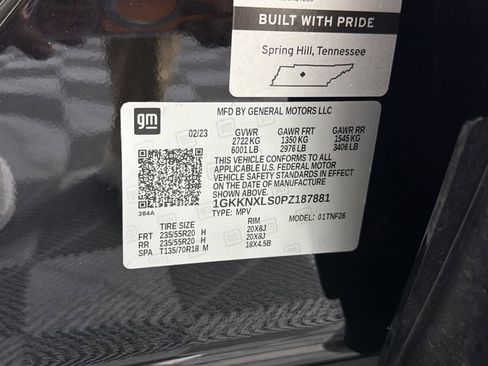 BUILT WITH PRIDE
Spring Hill, Tennessee
gm
MFD BY GENERAL MOTORS LLC
02/23 GVWR GAWR FRT GAWR RR
2722 KG 1350 KG 1545 KG
6001 LB 2976 LB 3406 LB
THIS VEHICLE CONFORMS TO ALL
APPLICABLE U.S. FEDERAL MOTOR
VEHICLE SAFETY STANDARDS IN EFFECT
ON THE DATE OF MANUFACTURE
SHOWN ABOVE.
1GKKNXLS0PZ187881
384A
TYPE: MPV MODEL: 01TNF26
TIRE SIZE RIM
FRT 235/55R20 H 20X8J
RR 235/55R20 H 20X8J
SPA T135/70R18 M 18X4.5B